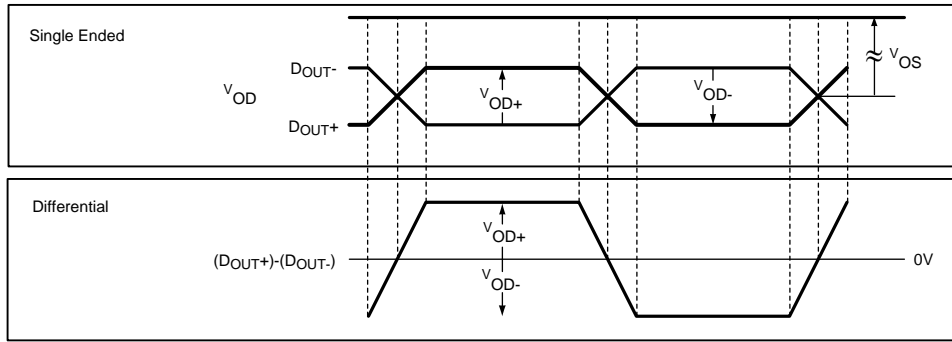 Single Ended
VOD
DOUT-
DOUT+
VOD+
VOD-
≈ VOS
Differential
(DOUT+)-(DOUT-)
VOD+
VOD-
0V